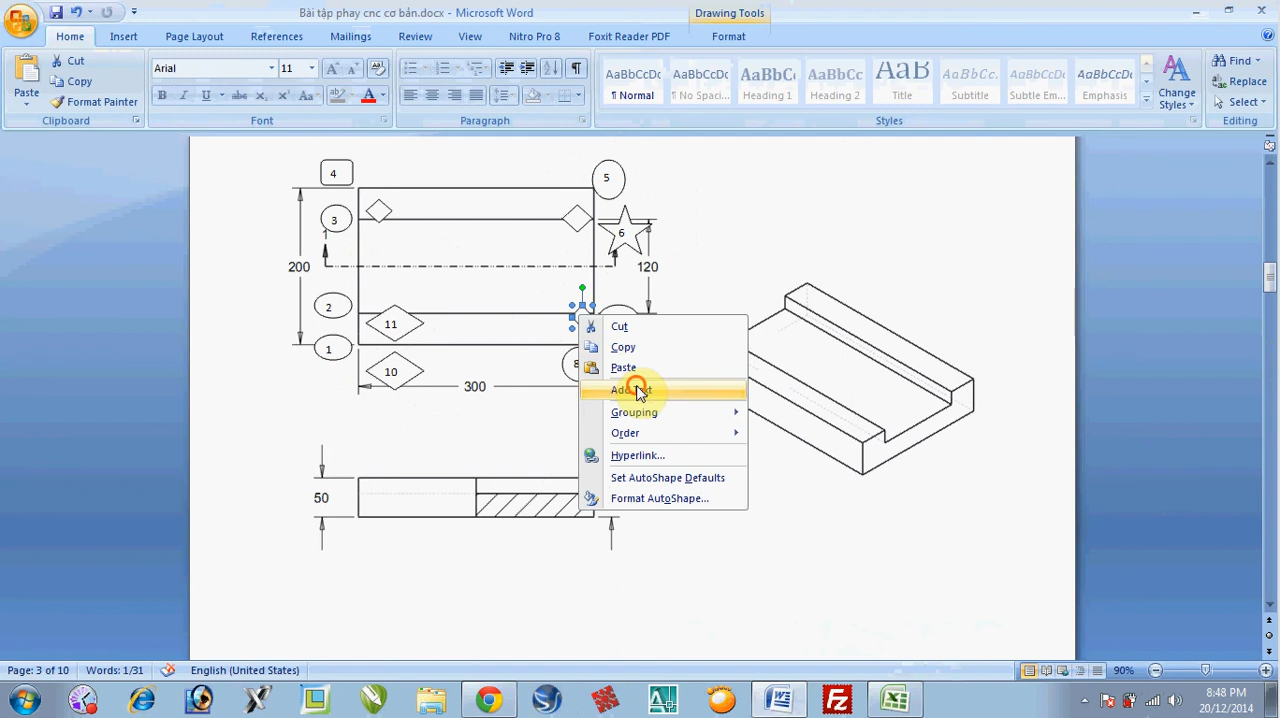 Bài tập phay cnc cơ bản.docx - Microsoft Word
Drawing Tools
Home Insert Page Layout References Mailings Review View Nitro Pro 8 Foxit Reader PDF Format
Paste
Cut
Copy
Format Painter
Clipboard
Arial 11
Font
Paragraph
AaBbCcDc AaBbCcDc AaBbC AaBbCc AaB AaBbCc AaBbCcDc AaBbCcDc
¶ Normal ¶ No Spaci... Heading 1 Heading 2 Title Subtitle Subtle Em... Emphasis
Change Styles
Styles
Find
Replace
Select
Editing
4
5
3
6
1
200
120
2
11
1
10
8
300
50
Cut
Copy
Paste
Grouping
Order
Hyperlink...
Set AutoShape Defaults
Format AutoShape...
Page: 3 of 10 Words: 1/31 English (United States) 90%
8:48 PM
20/12/2014